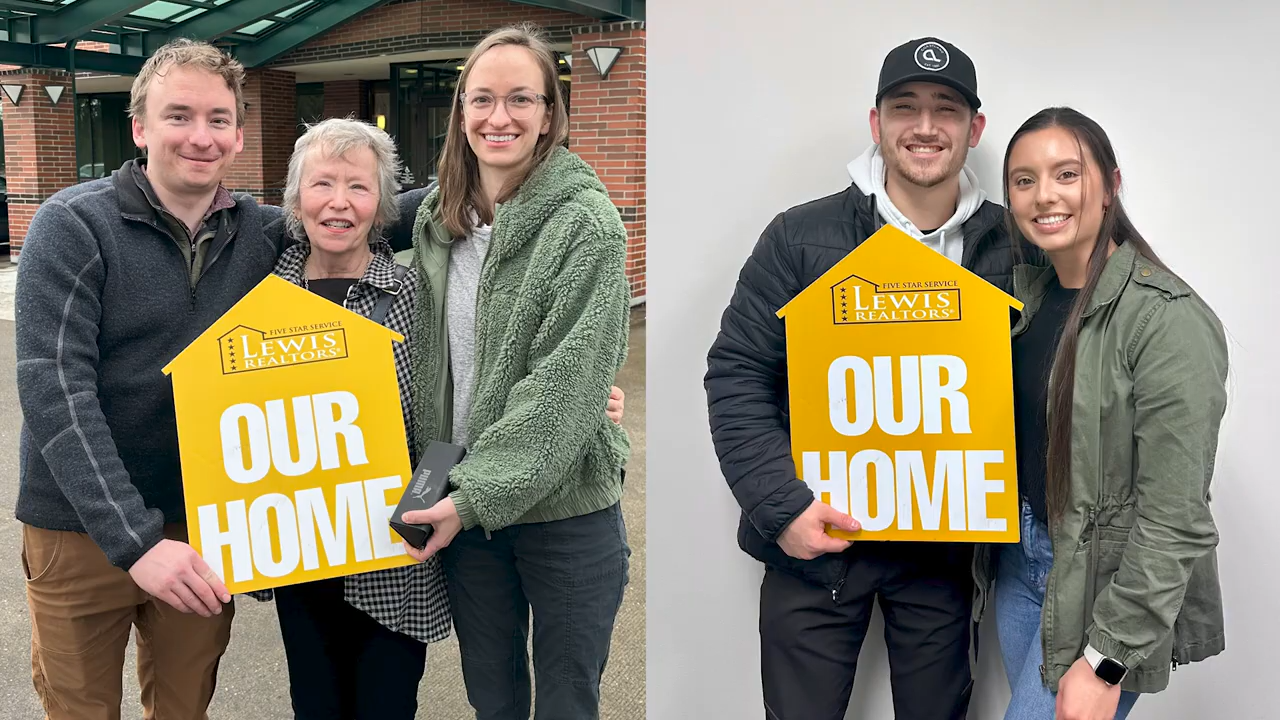 FIVE STAR SERVICE
LEWIS
REALTORS®
OUR
HOME
PUMA
FIVE STAR SERVICE
LEWIS
REALTORS®
OUR
HOME